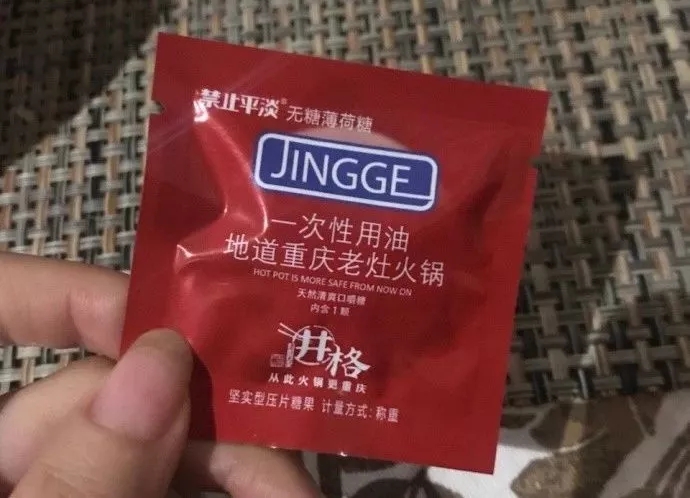 禁止平淡® 无糖薄荷糖
JINGGE
一次性用油
地道重庆老灶火锅
HOT POT IS MORE SAFE FROM NOW ON
天然清爽口嚼糖
内含1颗
井格
从此火锅更重庆
坚实型压片糖果 计量方式:称重